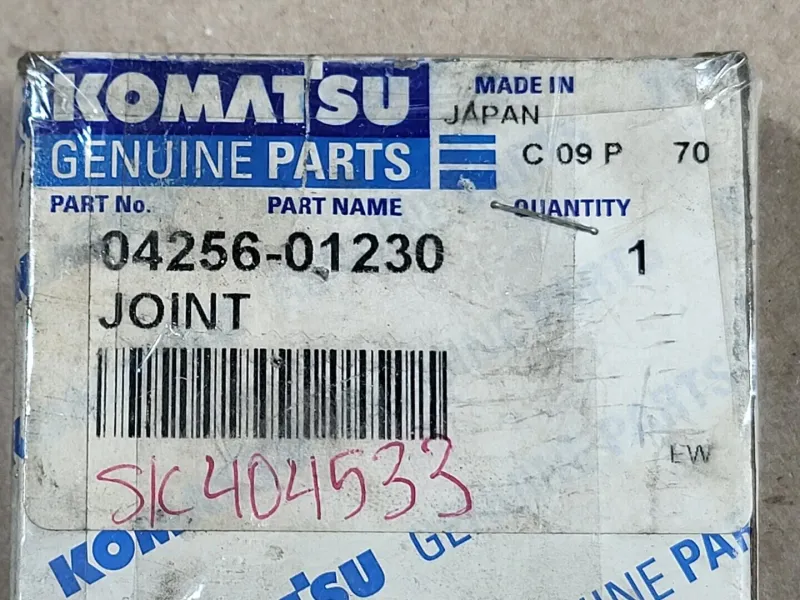 KOMATSU
MADE IN
JAPAN
GENUINE PARTS
C 09 P 70
PART No. PART NAME QUANTITY
04256-01230 1
JOINT
EW
SK404533
KOMATSU GENUINE PARTS